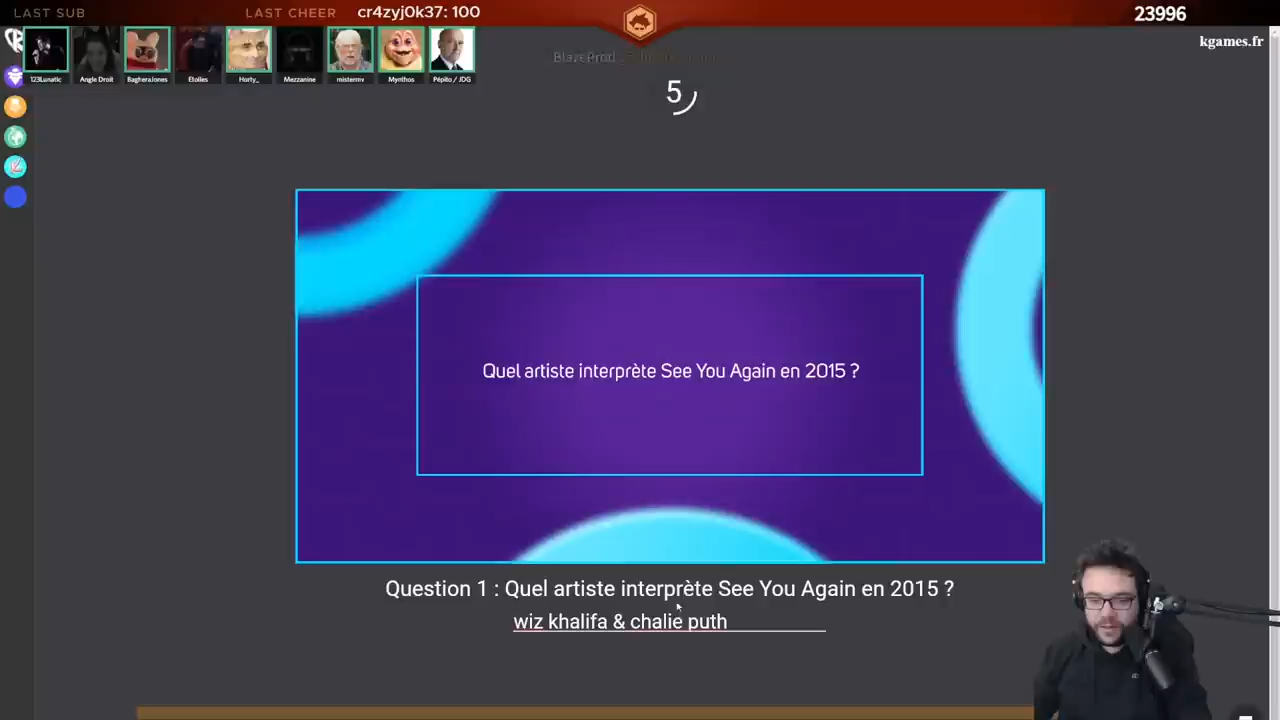 LAST SUB
LAST CHEER
cr4zyj0k37: 100
23996
kgames.fr
123Lunatic
Angle Droit
BagheraJones
Etoiles
Horty_
Mezzanine
mistermv
Mynthos
Pépito / JDG
BlazeProd
5
Quel artiste interprète See You Again en 2015 ?
Question 1 : Quel artiste interprète See You Again en 2015 ?
wiz khalifa & chalie puth